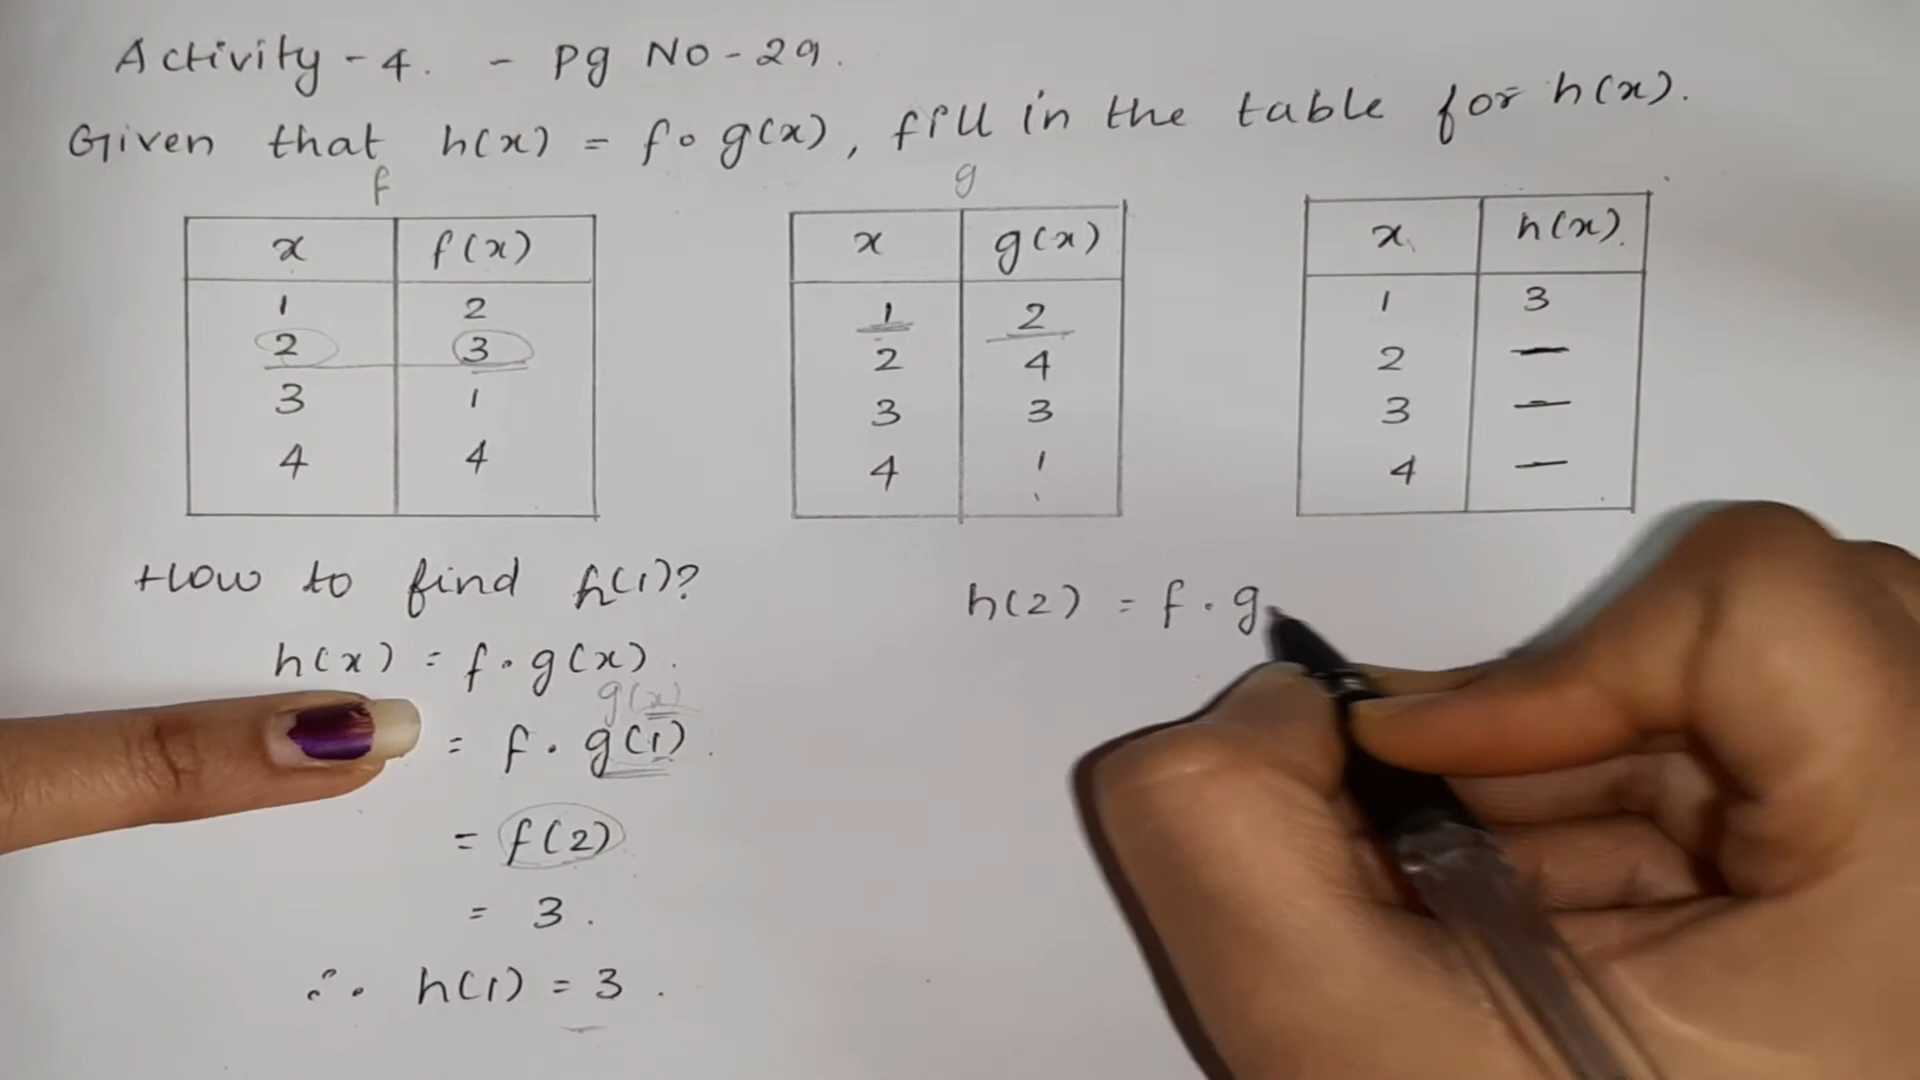 Activity - 4. - Pg No - 29.
Given that h(x) = f∘g(x), fill in the table for h(x).
f
x f(x)
1 2
2 3
3 1
4 4
g
x g(x)
1 2
2 4
3 3
4 1
x h(x)
1 3
2 —
3 —
4 —
How to find h(1)?
h(x) = f∘g(x).
g(x)
= f∘g(1).
= f(2)
= 3.
∴ h(1) = 3.
h(2) = f∘g